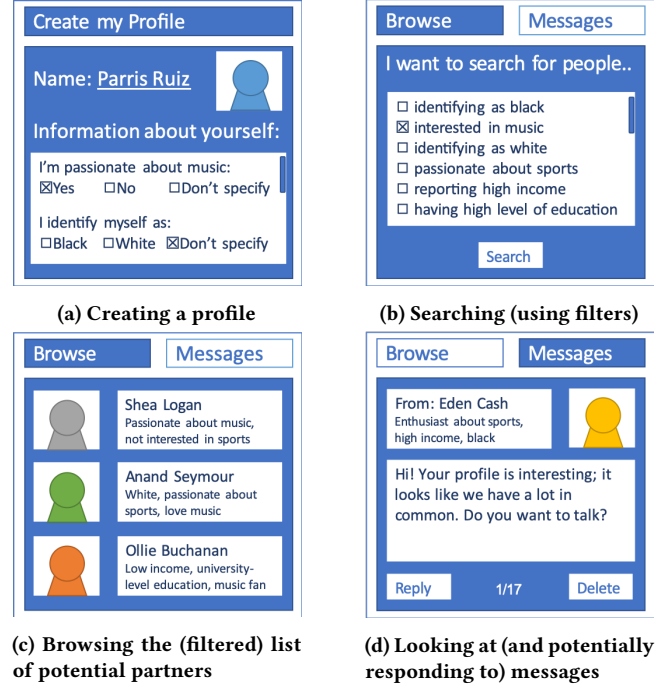 Create my Profile
Name: Parris Ruiz
Information about yourself:
I'm passionate about music:
☒Yes ☐No ☐Don't specify
I identify myself as:
☐Black ☐White ☒Don't specify
(a) Creating a profile
Browse Messages
I want to search for people..
☐ identifying as black
☒ interested in music
☐ identifying as white
☐ passionate about sports
☐ reporting high income
☐ having high level of education
Search
(b) Searching (using filters)
Browse Messages
Shea Logan
Passionate about music,
not interested in sports
Anand Seymour
White, passionate about
sports, love music
Ollie Buchanan
Low income, university-
level education, music fan
(c) Browsing the (filtered) list
of potential partners
Browse Messages
From: Eden Cash
Enthusiast about sports,
high income, black
Hi! Your profile is interesting; it
looks like we have a lot in
common. Do you want to talk?
Reply 1/17 Delete
(d) Looking at (and potentially
responding to) messages